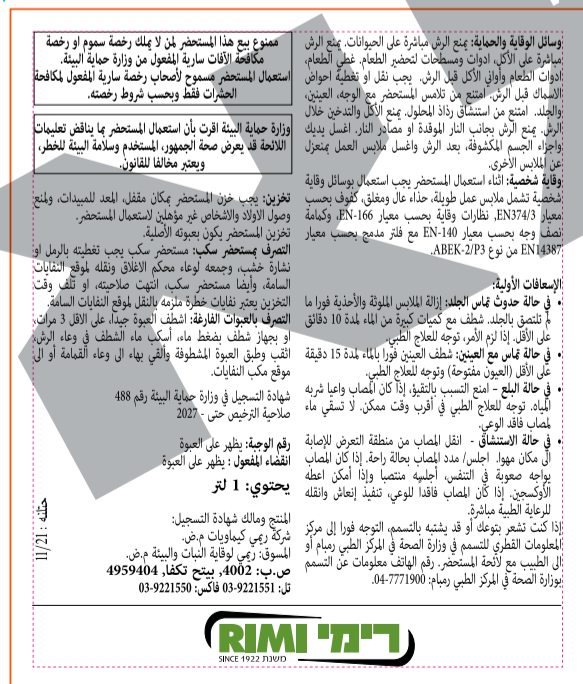 وسائل الوقاية والحماية: يمنع الرش مباشرة على الحيوانات. يمنع الرش
مباشرة على الأكل، ادوات ومسطحات لتحضير الطعام. غطي الطعام،
ادوات الطعام وأواني الأكل قبل الرش. يجب نقل او تغطية احواض
الاسماك قبل الرش. امتنع من تلامس المستحضر مع الوجه، العينين،
والجلد. امتنع من استنشاق رذاذ المحلول. يمنع الأكل والتدخين خلال
الرش. يمنع الرش بجانب النار الموقدة او مصادر النار. اغسل يديك
واجزاء الجسم المكشوفة، بعد الرش واغسل ملابس العمل بمنعزل
عن الملابس الأخرى.
وقاية شخصية: اثناء استعمال المستحضر يجب استعمال بوسائل وقاية
شخصية تشمل ملابس عمل طويلة، حذاء عال ومغلق، كفوف بحسب
معيار EN374/3, نظارات وقاية بحسب معيار EN-166، وكمامة
نصف وجه بحسب معيار EN-140 مع فلتر مدمج بحسب معيار
EN14387 من نوع ABEK-2/P3.
الإسعافات الأولية:
• في حالة حدوث تماس الجلد: إزالة الملابس الملوثة والأحذية فورا ما
لم تلتصق بالجلد. شطف مع كميات كبيرة من الماء لمدة 10 دقائق
على الأقل. إذا لزم الأمر، توجه للعلاج الطبي.
• في حالة تماس مع العينين: شطف العينين فورا بالماء لمدة 15 دقيقة
على الأقل (العيون مفتوحة) وتوجه للعلاج الطبي.
• في حالة البلع – امنع التسبب بالتقيؤ، إذا كان المصاب واعيا شربه
المياه. توجه للعلاج الطبي في أقرب وقت ممكن. لا تسقي ماء
لمصاب فاقد الوعي.
• في حالة الاستنشاق - انقل المصاب من منطقة التعرض للإصابة
الى مكان مهوا. اجلس/ مدد المصاب بحالة راحة. إذا كان المصاب
يواجه صعوبة في التنفس، أجلسه منتصبا وإذا أمكن اعطه
الأوكسجين. إذا كان المصاب فاقداً للوعي، تنفيذ إنعاش وانقله
للرعاية الطبية مباشرة.
إذا كنت تشعر بتوعك أو قد يشتبه بالتسمم، التوجه فورا إلى مركز
المعلومات القطري للتسمم في وزارة الصحة في المركز الطبي رمبام أو
الى الطبيب مع لائحة المستحضر. رقم الهاتف معلومات عن التسمم
بوزارة الصحة في المركز الطبي رمبام: 04-7771900.
ممنوع بيع هذا المستحضر لمن لا يملك رخصة سموم او رخصة
مكافحة الآفات سارية المفعول من وزارة حماية البيئة.
استعمال المستحضر مسموح لأصحاب رخصة سارية المفعول لمكافحة
الحشرات فقط وبحسب شروط رخصته.
وزارة حماية البيئة اقرت بأن استعمال المستحضر بما يناقض تعليمات
اللائحة قد يعرض صحة الجمهور، المستخدم وسلامة البيئة للخطر،
ويعتبر مخالفا للقانون.
تخزين: يجب خزن المستحضر بمكان مقفل، المعد للمبيدات، ولمنع
وصول الاولاد والاشخاص غير مؤهلين لاستعمال المستحضر.
تخزين المستحضر يكون بعبوته الأصلية.
التصرف بمستحضر سكب: مستحضر سكب يجب تغطيته بالرمل او
نشارة خشب، وجمعه لوعاء محكم الاغلاق ونقله لموقع النفايات
السامة، وأيضا مستحضر سكب، انتهت صلاحيته، او تلف وقت
التخزين يعتبر نفايات خطرة ملزمه بالنقل لموقع النفايات السامة.
التصرف بالعبوات الفارغة: اشطف العبوة جيداً، على الاقل 3 مرات،
او بجهاز شطف بضغط ماء، أسكب ماء الشطف في وعاء الرش،
اثقب وطبق العبوة المشطوفة وألقي بهاء الى وعاء القمامة أو الى
موقع مكب النفايات.
شهادة التسجيل في وزارة حماية البيئة رقم 488
صلاحية الترخيص حتى - 2027
رقم الوجبة: يظهر على العبوة
انقضاء المفعول : يظهر على العبوة
يحتوي: 1 لتر
المنتج ومالك شهادة التسجيل:
شركة ريمي كيماويات م.ض.
المسوق: ريمي لوقاية النبات والبيئة م.ض.
ص.ب: 4002, بيتح تكفا, 4959404
تل: 03-9221551 فاكس: 03-9221550
11/21 :
רימי RIMI
SINCE 1922 משנת